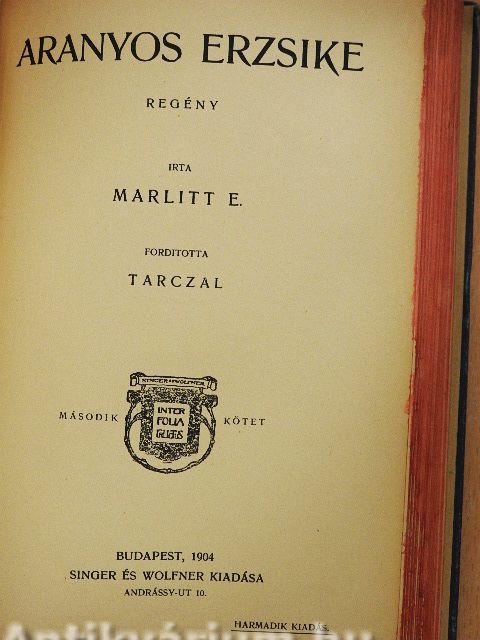 ARANYOS ERZSIKE
REGÉNY
IRTA
MARLITT E.
FORDITOTTA
TARCZAL
SINGER ÉS WOLFNER
MÁSODIK
INTER
FOLIA
FRUCTUS
KÖTET
BUDAPEST, 1904
SINGER ÉS WOLFNER KIADÁSA
ANDRÁSSY-UT 10.
HARMADIK KIADÁS.